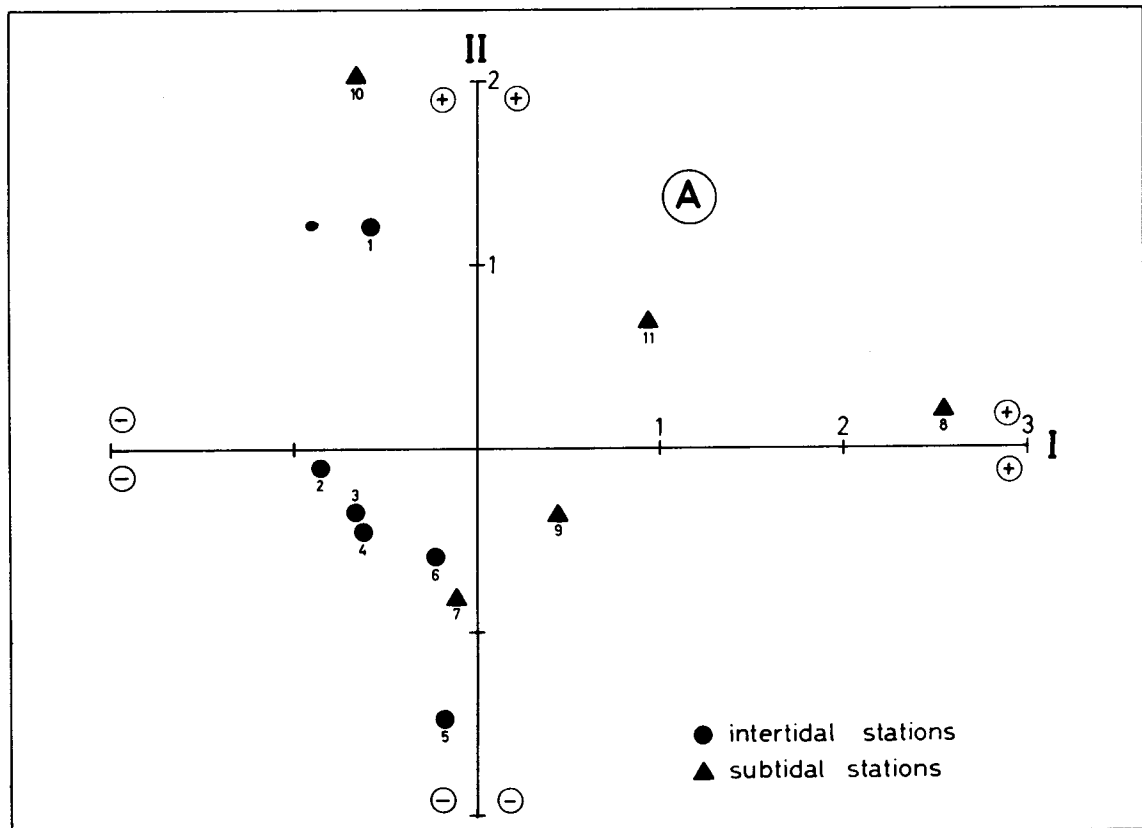 II
2
10
+ +
A
1
1
11
− + 
1 2 3
8
I
− +
2
3
9
4
6
7
5
● intertidal stations
▲ subtidal stations
− −